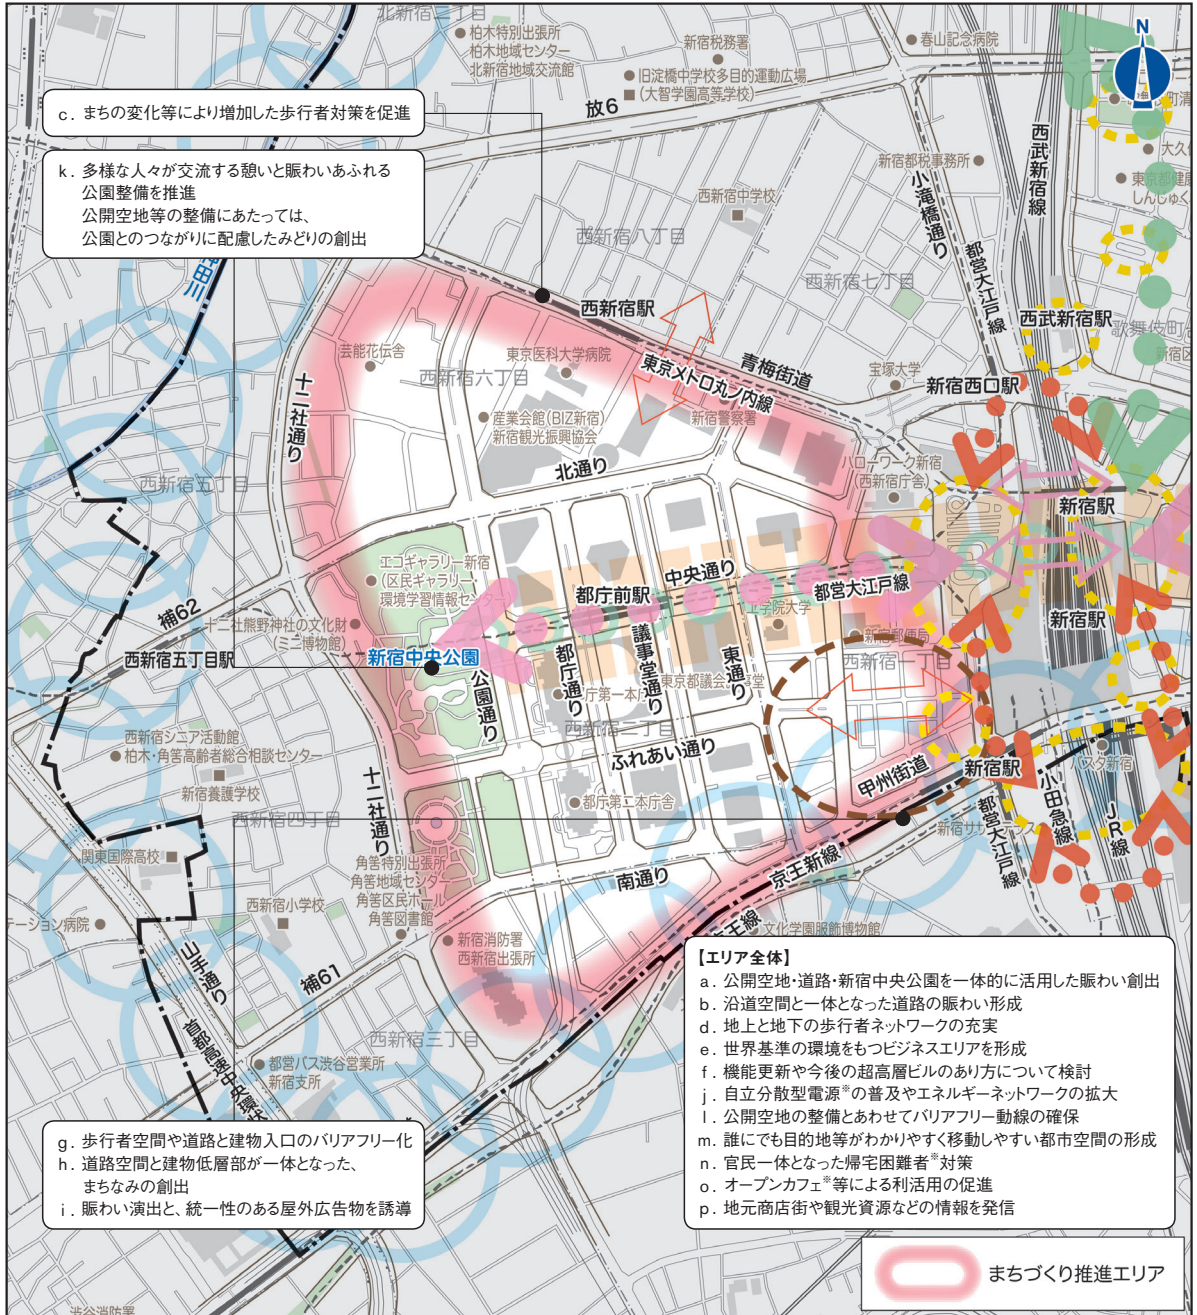 北新宿二丁目
柏木特別出張所
柏木地域センター
北新宿地域交流館
新宿税務署
旧淀橋中学校多目的運動広場
(大智学園高等学校)
春山記念病院
N
放6
c. まちの変化等により増加した歩行者対策を促進
k. 多様な人々が交流する憩いと賑わいあふれる
公園整備を推進
公開空地等の整備にあたっては、
公園とのつながりに配慮したみどりの創出
新宿都税事務所
小滝橋通り
西武新宿線
都営大江戸線
西新宿中学校
西新宿八丁目
西新宿七丁目
西新宿駅
西武新宿駅
歌舞伎町
東京メトロ丸ノ内線
青梅街道
宝塚大学
新宿西口駅
芸能花伝舎
東京医科大学病院
西新宿六丁目
十二社通り
産業会館(BIZ新宿)
新宿観光振興協会
新宿警察署
北通り
ハローワーク新宿
(西新宿庁舎)
西新宿五丁目
新宿駅
エコギャラリー新宿
(区民ギャラリー・
環境学習情報センター)
都庁前駅
中央通り
都営大江戸線
工学院大学
補62
十二社熊野神社の文化財
(ミニ博物館)
西新宿五丁目駅
新宿中央公園
公園通り
都庁通り
議事堂通り
東通り
新宿郵便局
西新宿一丁目
新宿駅
西新宿二丁目
ふれあい通り
西新宿シニア活動館
柏木・角筈高齢者総合相談センター
新宿養護学校
十二社通り
甲州街道
新宿駅
都庁第二本庁舎
都営大江戸線
小田急線
JR線
西新宿四丁目
関東国際高校
角筈特別出張所
角筈地域センター
角筈区民ホール
角筈図書館
南通り
京王新線
西新宿小学校
新宿消防署
西新宿出張所
文化学園服飾博物館
山手通り
首都高速中央環状
補61
西新宿三丁目
都営バス渋谷営業所
新宿支所
【エリア全体】
a. 公開空地・道路・新宿中央公園を一体的に活用した賑わい創出
b. 沿道空間と一体となった道路の賑わい形成
d. 地上と地下の歩行者ネットワークの充実
e. 世界基準の環境をもつビジネスエリアを形成
f. 機能更新や今後の超高層ビルのあり方について検討
j. 自立分散型電源※の普及やエネルギーネットワークの拡大
l. 公開空地の整備とあわせてバリアフリー動線の確保
m. 誰にでも目的地等がわかりやすく移動しやすい都市空間の形成
n. 官民一体となった帰宅困難者※対策
o. オープンカフェ※等による利活用の促進
p. 地元商店街や観光資源などの情報を発信
g. 歩行者空間や道路と建物入口のバリアフリー化
h. 道路空間と建物低層部が一体となった、
まちなみの創出
i. 賑わい演出と、統一性のある屋外広告物を誘導
まちづくり推進エリア
渋谷消防署